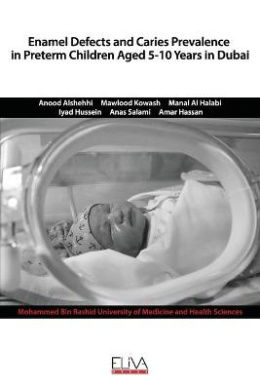 Enamel Defects and Caries Prevalence
in Preterm Children Aged 5-10 Years in Dubai
Anood Alshehhi Mawlood Kowash Manal Al Halabi
Iyad Hussein Anas Salami Amar Hassan
Mohammed Bin Rashid University of Medicine and Health Sciences
ELIVA